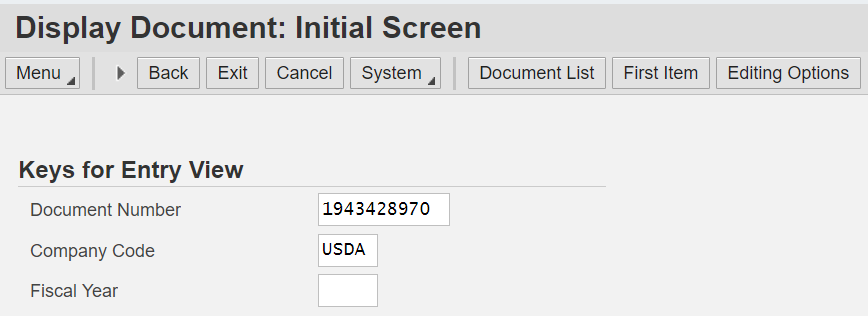 Display Document: Initial Screen
Menu Back Exit Cancel System Document List First Item Editing Options
Keys for Entry View
Document Number 1943428970
Company Code USDA
Fiscal Year